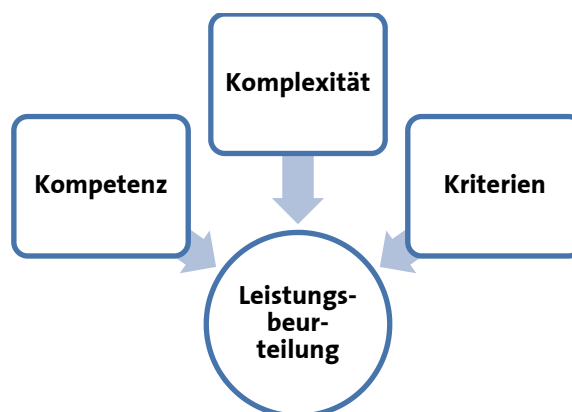 Komplexität
Kompetenz
Kriterien
Leistungs-
beur-
teilung